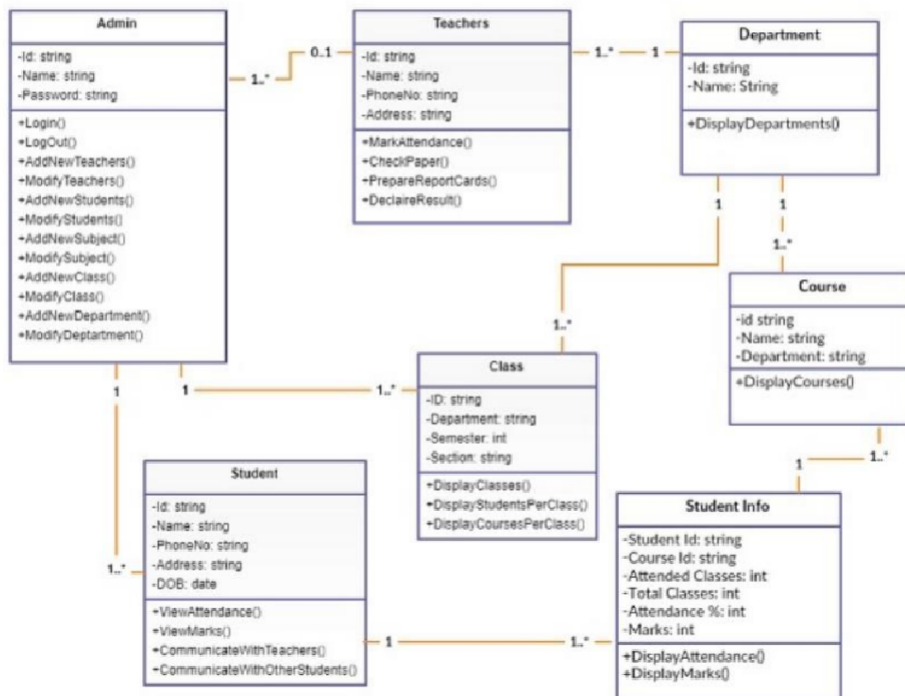 Admin
-Id: string
-Name: string
-Password: string
+Login()
+LogOut()
+AddNewTeachers()
+ModifyTeachers()
+AddNewStudents()
+ModifyStudents()
+AddNewSubject()
+ModifySubject()
+AddNewClass()
+ModifyClass()
+AddNewDepartment()
+ModifyDeptartment()
1..*
0..1
Teachers
-Id: string
-Name: string
-PhoneNo: string
-Address: string
+MarkAttendance()
+CheckPaper()
+PrepareReportCards()
+DeclaireResult()
1..*
1
Department
-Id: string
-Name: String
+DisplayDepartments()
1
1
1..*
1..*
Course
-id string
-Name: string
-Department: string
+DisplayCourses()
1
1
1..*
Class
-ID: string
-Department: string
-Semester: int
-Section: string
+DisplayClasses()
+DisplayStudentsPerClass()
+DisplayCoursesPerClass()
1..*
1
1..*
Student
-Id: string
-Name: string
-PhoneNo: string
-Address: string
-DOB: date
+ViewAttendance()
+ViewMarks()
+CommunicateWithTeachers()
+CommunicateWithOtherStudents()
1
1..*
Student Info
-Student Id: string
-Course Id: string
-Attended Classes: int
-Total Classes: int
-Attendance %: int
-Marks: int
+DisplayAttendance()
+DisplayMarks()